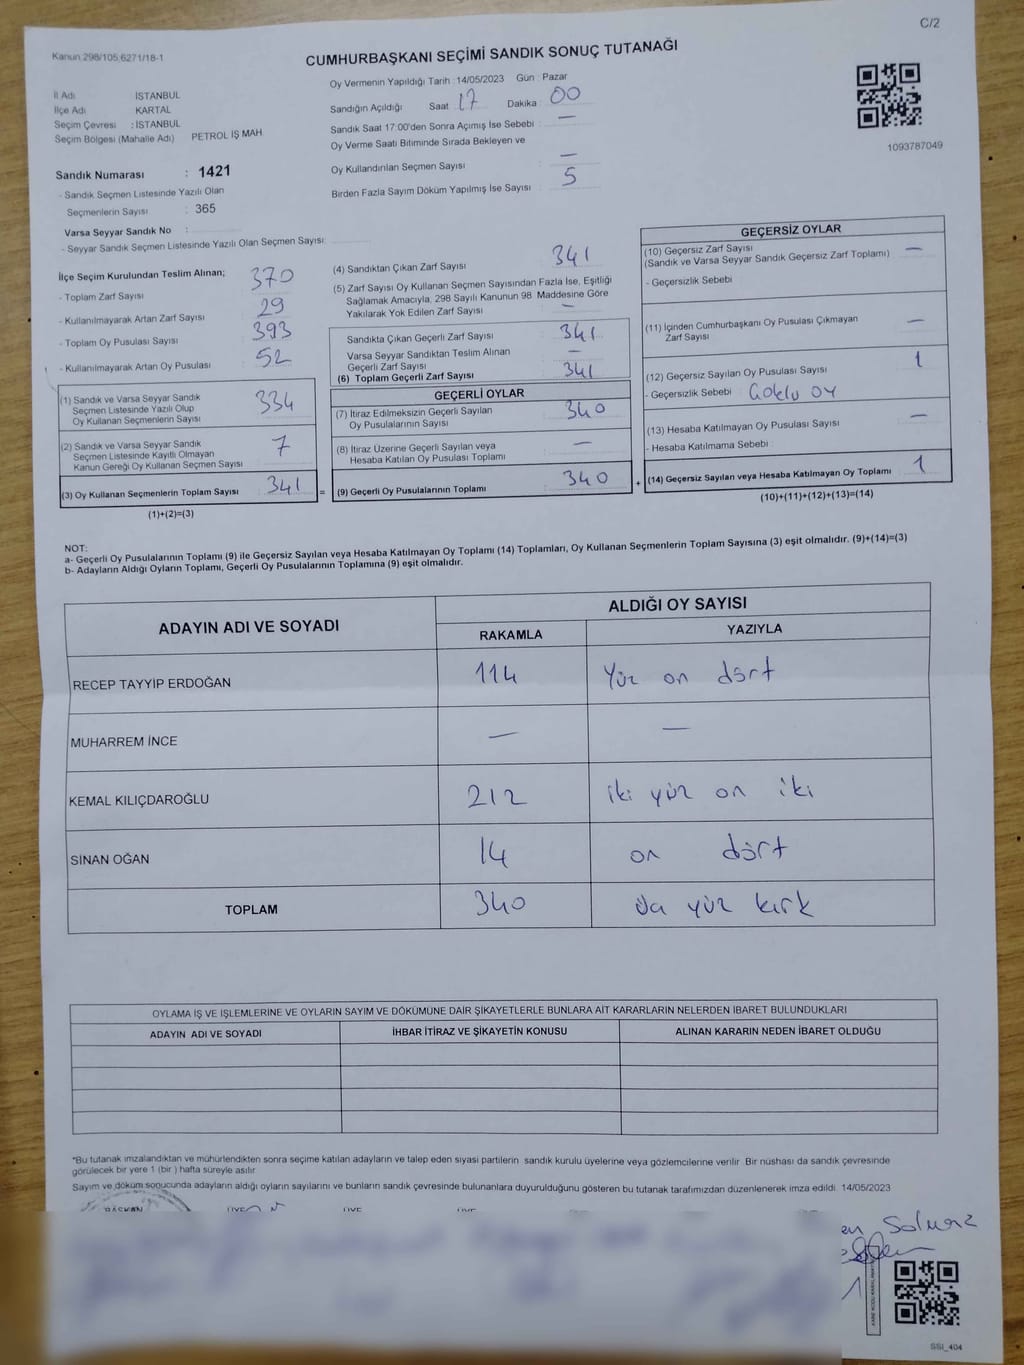 C/2
Kanun 298/105,6271/18-1
CUMHURBAŞKANI SEÇİMİ SANDIK SONUÇ TUTANAĞI
Oy Vermenin Yapıldığı Tarih : 14/05/2023 Gün : Pazar
İl Adı İSTANBUL
İlçe Adı KARTAL
Seçim Çevresi : İSTANBUL
Seçim Bölgesi (Mahalle Adı) PETROL İŞ MAH.
Sandığın Açıldığı Saat : 17 Dakika : 00
Sandık Saat 17:00'den Sonra Açımış İse Sebebi : —
Oy Verme Saati Bitiminde Sırada Bekleyen ve
Oy Kullandırılan Seçmen Sayısı : —
Birden Fazla Sayım Döküm Yapılmış İse Sayısı : 5
1093787049
Sandık Numarası : 1421
- Sandık Seçmen Listesinde Yazılı Olan
Seçmenlerin Sayısı : 365
Varsa Seyyar Sandık No :
- Seyyar Sandık Seçmen Listesinde Yazılı Olan Seçmen Sayısı:
İlçe Seçim Kurulundan Teslim Alınan;
- Toplam Zarf Sayısı 370
- Kullanılmayarak Artan Zarf Sayısı 29
- Toplam Oy Pusulası Sayısı 393
- Kullanılmayarak Artan Oy Pusulası 52
(1) Sandık ve Varsa Seyyar Sandık
Seçmen Listesinde Yazılı Olup
Oy Kullanan Seçmenlerin Sayısı 334
(2) Sandık ve Varsa Seyyar Sandık
Seçmen Listesinde Kayıtlı Olmayan
Kanun Gereği Oy Kullanan Seçmen Sayısı 7
(3) Oy Kullanan Seçmenlerin Toplam Sayısı 341 =
(1)+(2)=(3)
(4) Sandıktan Çıkan Zarf Sayısı 341
(5) Zarf Sayısı Oy Kullanan Seçmen Sayısından Fazla İse, Eşitliği
Sağlamak Amacıyla, 298 Sayılı Kanunun 98 Maddesine Göre
Yakılarak Yok Edilen Zarf Sayısı —
Sandıkta Çıkan Geçerli Zarf Sayısı 341
Varsa Seyyar Sandıktan Teslim Alınan
Geçerli Zarf Sayısı —
(6) Toplam Geçerli Zarf Sayısı 341
GEÇERLİ OYLAR
(7) İtiraz Edilmeksizin Geçerli Sayılan
Oy Pusulalarının Sayısı 340
(8) İtiraz Üzerine Geçerli Sayılan veya
Hesaba Katılan Oy Pusulası Toplamı —
(9) Geçerli Oy Pusulalarının Toplamı 340 +
GEÇERSİZ OYLAR
(10) Geçersiz Zarf Sayısı —
(Sandık ve Varsa Seyyar Sandık Geçersiz Zarf Toplamı)
- Geçersizlik Sebebi
(11) İçinden Cumhurbaşkanı Oy Pusulası Çıkmayan
Zarf Sayısı —
(12) Geçersiz Sayılan Oy Pusulası Sayısı 1
- Geçersizlik Sebebi Çoklu oy
(13) Hesaba Katılmayan Oy Pusulası Sayısı —
- Hesaba Katılmama Sebebi :
(14) Geçersiz Sayılan veya Hesaba Katılmayan Oy Toplamı 1
(10)+(11)+(12)+(13)=(14)
NOT:
a- Geçerli Oy Pusulalarının Toplamı (9) ile Geçersiz Sayılan veya Hesaba Katılmayan Oy Toplamı (14) Toplamları, Oy Kullanan Seçmenlerin Toplam Sayısına (3) eşit olmalıdır. (9)+(14)=(3)
b- Adayların Aldığı Oyların Toplamı, Geçerli Oy Pusulalarının Toplamına (9) eşit olmalıdır.
ADAYIN ADI VE SOYADI ALDIĞI OY SAYISI
RAKAMLA YAZIYLA
RECEP TAYYİP ERDOĞAN 114 Yüz on dört
MUHARREM İNCE — —
KEMAL KILIÇDAROĞLU 212 iki yüz on iki
SİNAN OĞAN 14 on dört
TOPLAM 340 yüz kırk
OYLAMA İŞ VE İŞLEMLERİNE VE OYLARIN SAYIM VE DÖKÜMÜNE DAİR ŞİKAYETLERLE BUNLARA AİT KARARLARIN NELERDEN İBARET BULUNDUKLARI
ADAYIN ADI VE SOYADI İHBAR İTİRAZ VE ŞİKAYETİN KONUSU ALINAN KARARIN NEDEN İBARET OLDUĞU
*Bu tutanak imzalandıktan ve mühürlendikten sonra seçime katılan adayların ve talep eden siyasi partilerin sandık kurulu üyelerine veya gözlemcilerine verilir. Bir nüshası da sandık çevresinde
görülecek bir yere 1 (bir ) hafta süreyle asılır
Sayım ve döküm sonucunda adayların aldığı oyların sayılarını ve bunların sandık çevresinde bulunanlara duyurulduğunu gösteren bu tutanak tarafımızdan düzenlenerek imza edildi. 14/05/2023
BAŞKAN ÜYE ÜYE ÜYE
SSİ_404